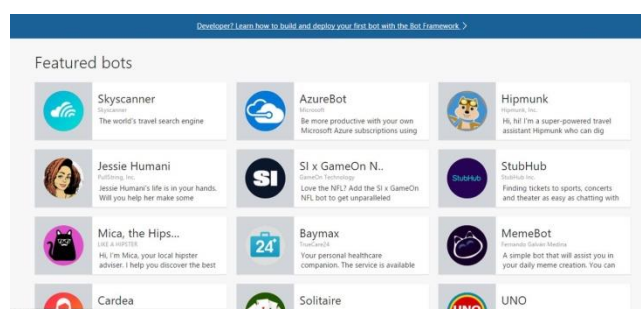 Developer? Learn how to build and deploy your first bot with the Bot Framework >
Featured bots
Skyscanner
Skyscanner
The world's travel search engine
AzureBot
Microsoft
Be more productive with your own
Microsoft Azure subscriptions using
Hipmunk
Hipmunk, Inc.
Hi, hi! I'm a super-powered travel
assistant Hipmunk who can dig
Jessie Humani
PullString, Inc.
Jessie Humani's life is in your hands.
Will you help her make some
SI
SI x GameOn N..
GameOn Technology
Love the NFL? Add the SI x GameOn
NFL bot to get unparalleled
StubHub
StubHub
StubHub Inc.
Finding tickets to sports, concerts
and theater as easy as chatting with
Mica, the Hips...
LIKE A HIPSTER
Hi, I'm Mica, your local hipster
adviser. I help you discover the best
24
Baymax
TrueCare24
Your personal healthcare
companion. The service is available
MemeBot
Fernando Galvan Medina
A simple bot that will assist you in
your daily meme creation. You can
Cardea
Solitaire
UNO
UNO